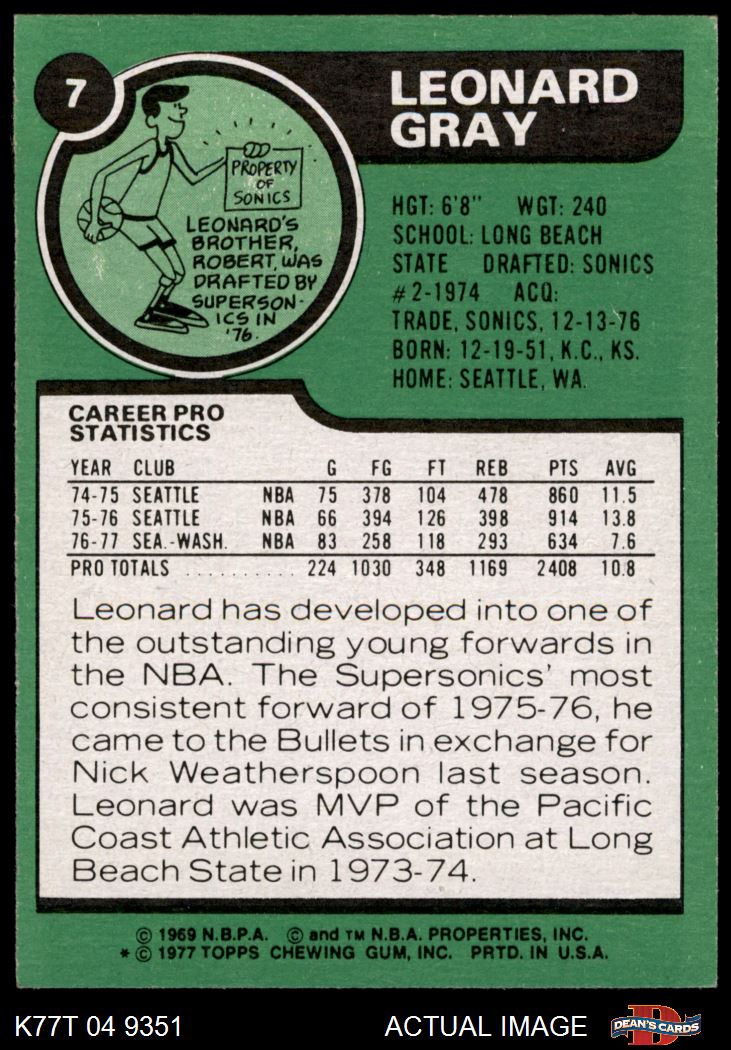 7
LEONARD
GRAY
PROPERTY
OF
SONICS
LEONARD'S
BROTHER,
ROBERT, WAS
DRAFTED BY
SUPERSON-
ICS IN
'76.
HGT: 6'8" WGT: 240
SCHOOL: LONG BEACH
STATE DRAFTED: SONICS
#2-1974 ACQ:
TRADE, SONICS, 12-13-76
BORN: 12-19-51, K.C., KS.
HOME: SEATTLE, WA.
CAREER PRO
STATISTICS
YEAR CLUB G FG FT REB PTS AVG
74-75 SEATTLE NBA 75 378 104 478 860 11.5
75-76 SEATTLE NBA 66 394 126 398 914 13.8
76-77 SEA.-WASH. NBA 83 258 118 293 634 7.6
PRO TOTALS .......... 224 1030 348 1169 2408 10.8
Leonard has developed into one of
the outstanding young forwards in
the NBA. The Supersonics' most
consistent forward of 1975-76, he
came to the Bullets in exchange for
Nick Weatherspoon last season.
Leonard was MVP of the Pacific
Coast Athletic Association at Long
Beach State in 1973-74.
© 1969 N.B.P.A. © and TM N.B.A. PROPERTIES, INC.
* © 1977 TOPPS CHEWING GUM, INC. PRTD. IN U.S.A.
K77T 04 9351 ACTUAL IMAGE
D
DEAN'S CARDS